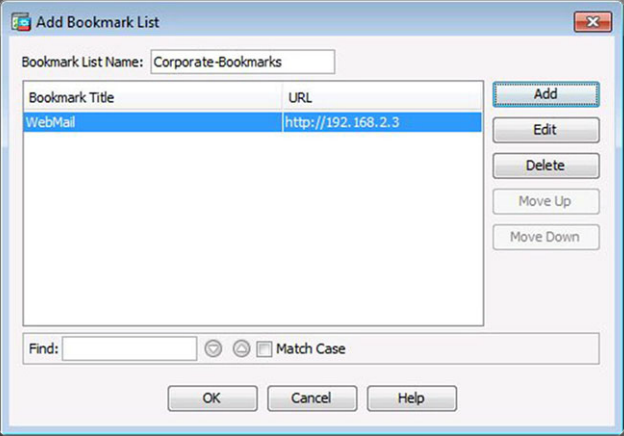 Add Bookmark List
Bookmark List Name: Corporate-Bookmarks
Bookmark Title URL
WebMail http://192.168.2.3
Add
Edit
Delete
Move Up
Move Down
Find: Match Case
OK Cancel Help